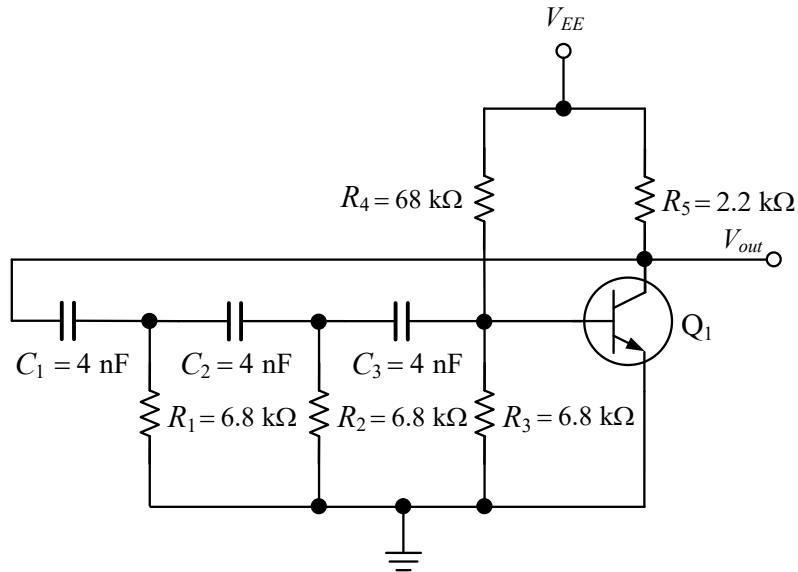 V_EE
R_4 = 68 kΩ
R_5 = 2.2 kΩ
V_out
Q_1
C_1 = 4 nF
C_2 = 4 nF
C_3 = 4 nF
R_1 = 6.8 kΩ
R_2 = 6.8 kΩ
R_3 = 6.8 kΩ